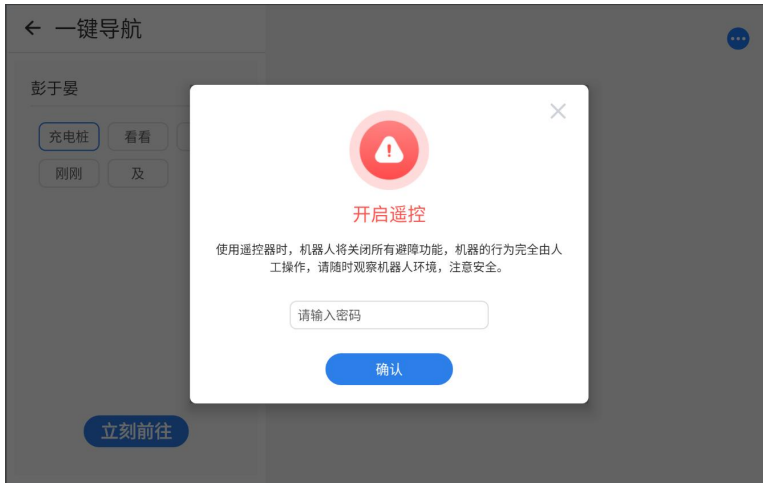 一键导航
彭于晏
充电桩 看看
刚刚 及
立刻前往
开启遥控
使用遥控器时，机器人将关闭所有避障功能，机器的行为完全由人
工操作，请随时观察机器人环境，注意安全。
请输入密码
确认